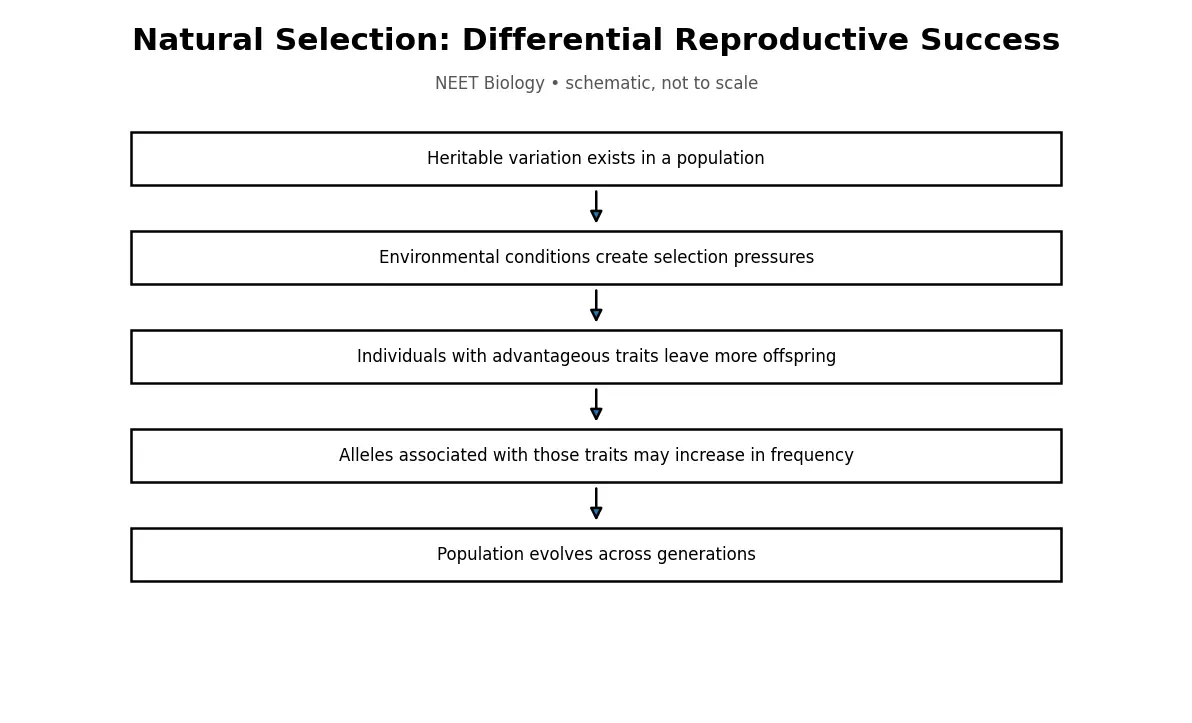 Natural Selection: Differential Reproductive Success
NEET Biology • schematic, not to scale
Heritable variation exists in a population
Environmental conditions create selection pressures
Individuals with advantageous traits leave more offspring
Alleles associated with those traits may increase in frequency
Population evolves across generations